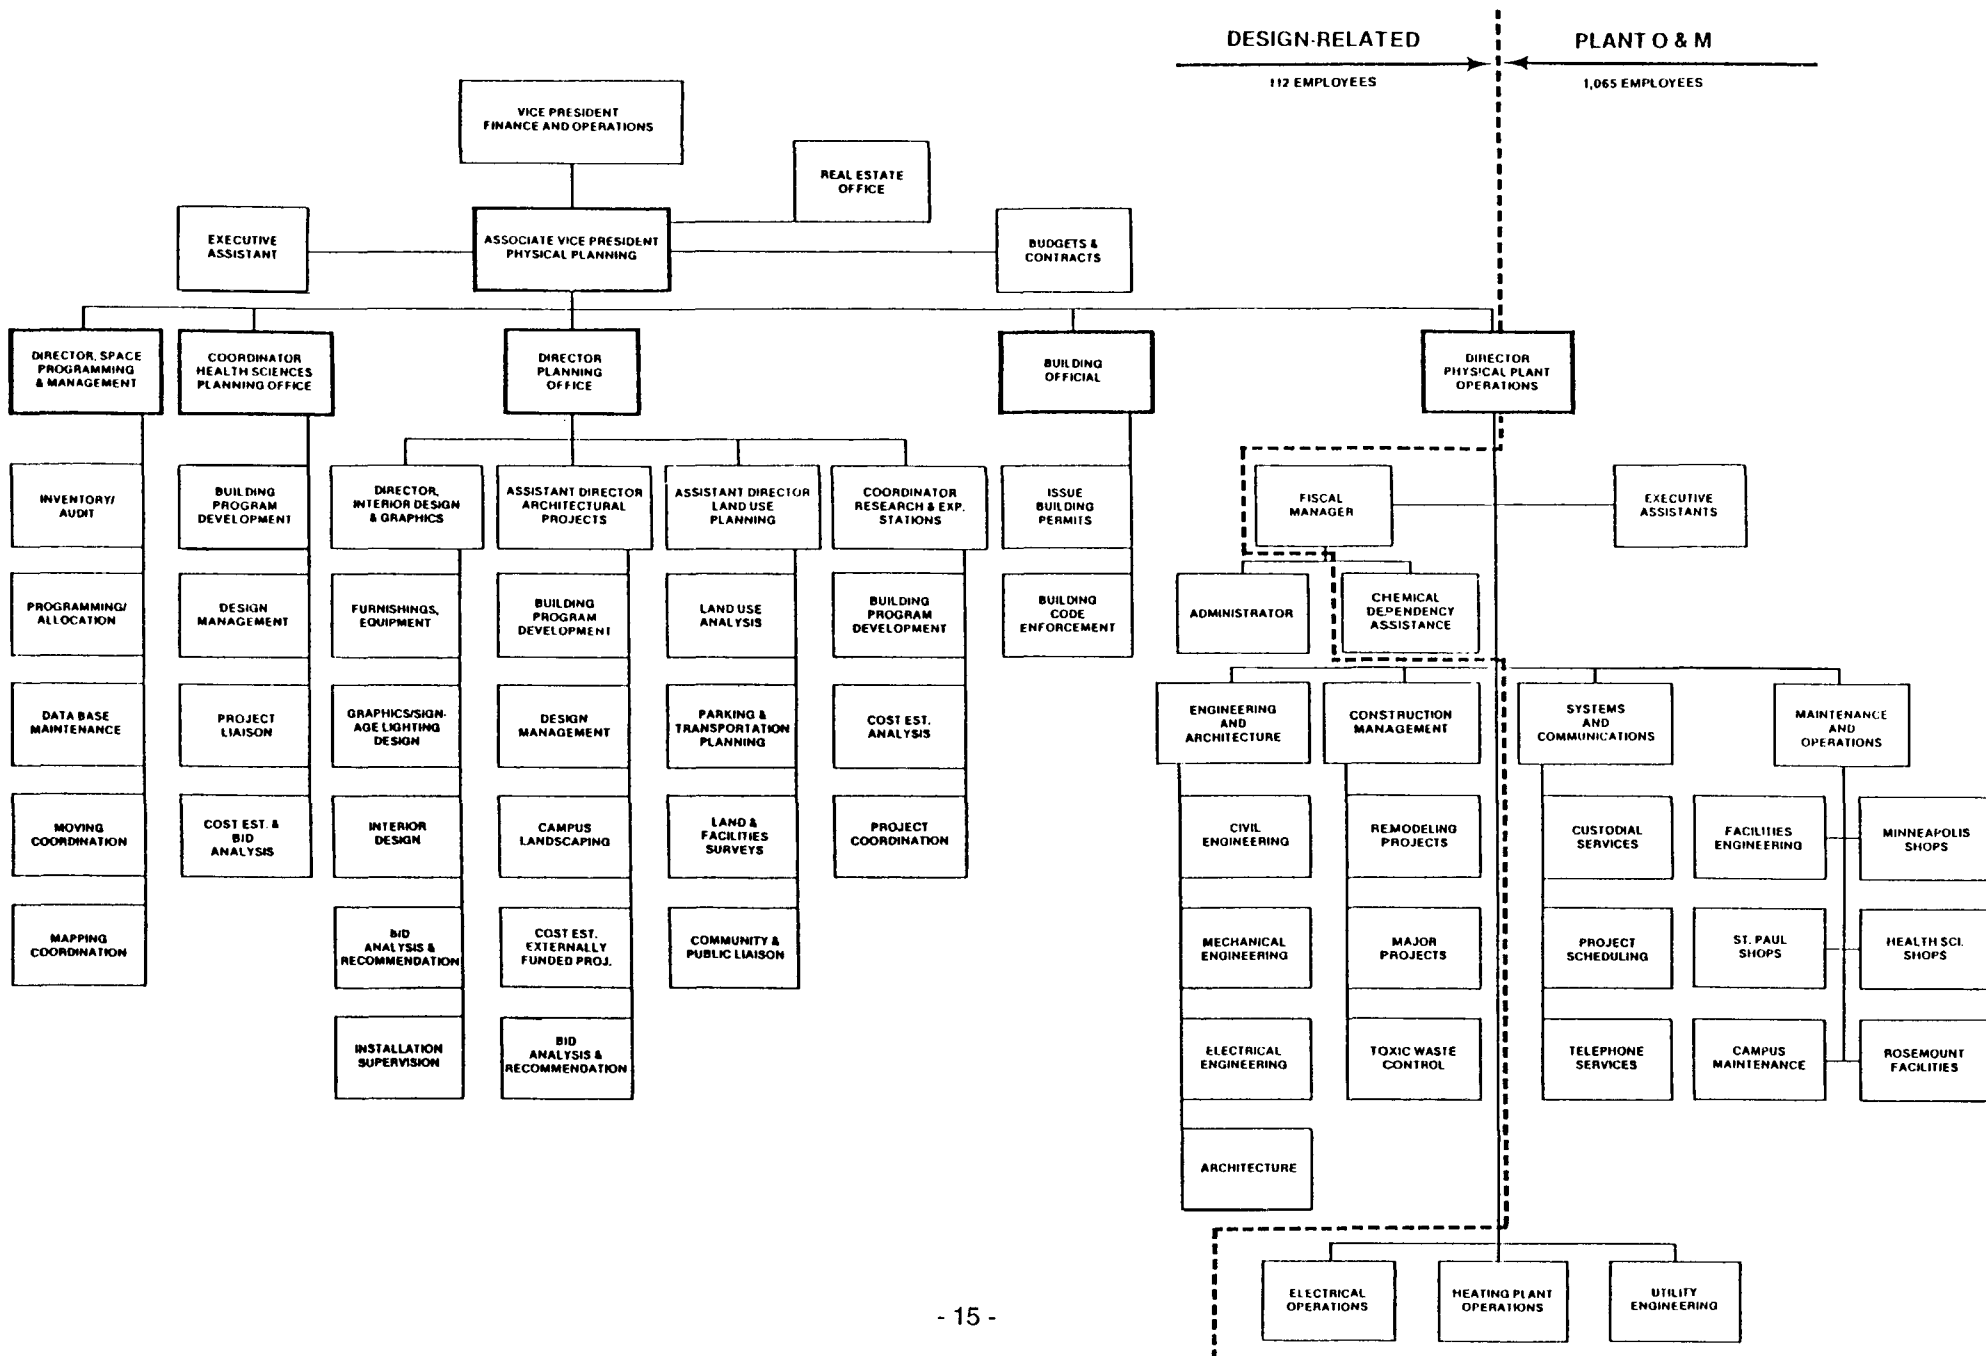 DESIGN-RELATED
112 EMPLOYEES
PLANT O & M
1,065 EMPLOYEES
VICE PRESIDENT
FINANCE AND OPERATIONS
REAL ESTATE
OFFICE
EXECUTIVE
ASSISTANT
ASSOCIATE VICE PRESIDENT
PHYSICAL PLANNING
BUDGETS &
CONTRACTS
DIRECTOR, SPACE
PROGRAMMING
& MANAGEMENT
COORDINATOR
HEALTH SCIENCES
PLANNING OFFICE
DIRECTOR
PLANNING
OFFICE
BUILDING
OFFICIAL
DIRECTOR
PHYSICAL PLANT
OPERATIONS
INVENTORY/
AUDIT
BUILDING
PROGRAM
DEVELOPMENT
DIRECTOR,
INTERIOR DESIGN
& GRAPHICS
ASSISTANT DIRECTOR
ARCHITECTURAL
PROJECTS
ASSISTANT DIRECTOR
LAND USE
PLANNING
COORDINATOR
RESEARCH & EXP.
STATIONS
ISSUE
BUILDING
PERMITS
FISCAL
MANAGER
EXECUTIVE
ASSISTANTS
PROGRAMMING/
ALLOCATION
DESIGN
MANAGEMENT
FURNISHINGS,
EQUIPMENT
BUILDING
PROGRAM
DEVELOPMENT
LAND USE
ANALYSIS
BUILDING
PROGRAM
DEVELOPMENT
BUILDING
CODE
ENFORCEMENT
ADMINISTRATOR
CHEMICAL
DEPENDENCY
ASSISTANCE
DATA BASE
MAINTENANCE
PROJECT
LIAISON
GRAPHICS/SIGN-
AGE LIGHTING
DESIGN
DESIGN
MANAGEMENT
PARKING &
TRANSPORTATION
PLANNING
COST EST.
ANALYSIS
ENGINEERING
AND
ARCHITECTURE
CONSTRUCTION
MANAGEMENT
SYSTEMS
AND
COMMUNICATIONS
MAINTENANCE
AND
OPERATIONS
MOVING
COORDINATION
COST EST. &
BID
ANALYSIS
INTERIOR
DESIGN
CAMPUS
LANDSCAPING
LAND &
FACILITIES
SURVEYS
PROJECT
COORDINATION
CIVIL
ENGINEERING
REMODELING
PROJECTS
CUSTODIAL
SERVICES
FACILITIES
ENGINEERING
MINNEAPOLIS
SHOPS
MAPPING
COORDINATION
BID
ANALYSIS &
RECOMMENDATION
COST EST.
EXTERNALLY
FUNDED PROJ.
COMMUNITY &
PUBLIC LIAISON
MECHANICAL
ENGINEERING
MAJOR
PROJECTS
PROJECT
SCHEDULING
ST. PAUL
SHOPS
HEALTH SCI.
SHOPS
INSTALLATION
SUPERVISION
BID
ANALYSIS &
RECOMMENDATION
ELECTRICAL
ENGINEERING
TOXIC WASTE
CONTROL
TELEPHONE
SERVICES
CAMPUS
MAINTENANCE
ROSEMOUNT
FACILITIES
ARCHITECTURE
ELECTRICAL
OPERATIONS
HEATING PLANT
OPERATIONS
UTILITY
ENGINEERING
- 15 -